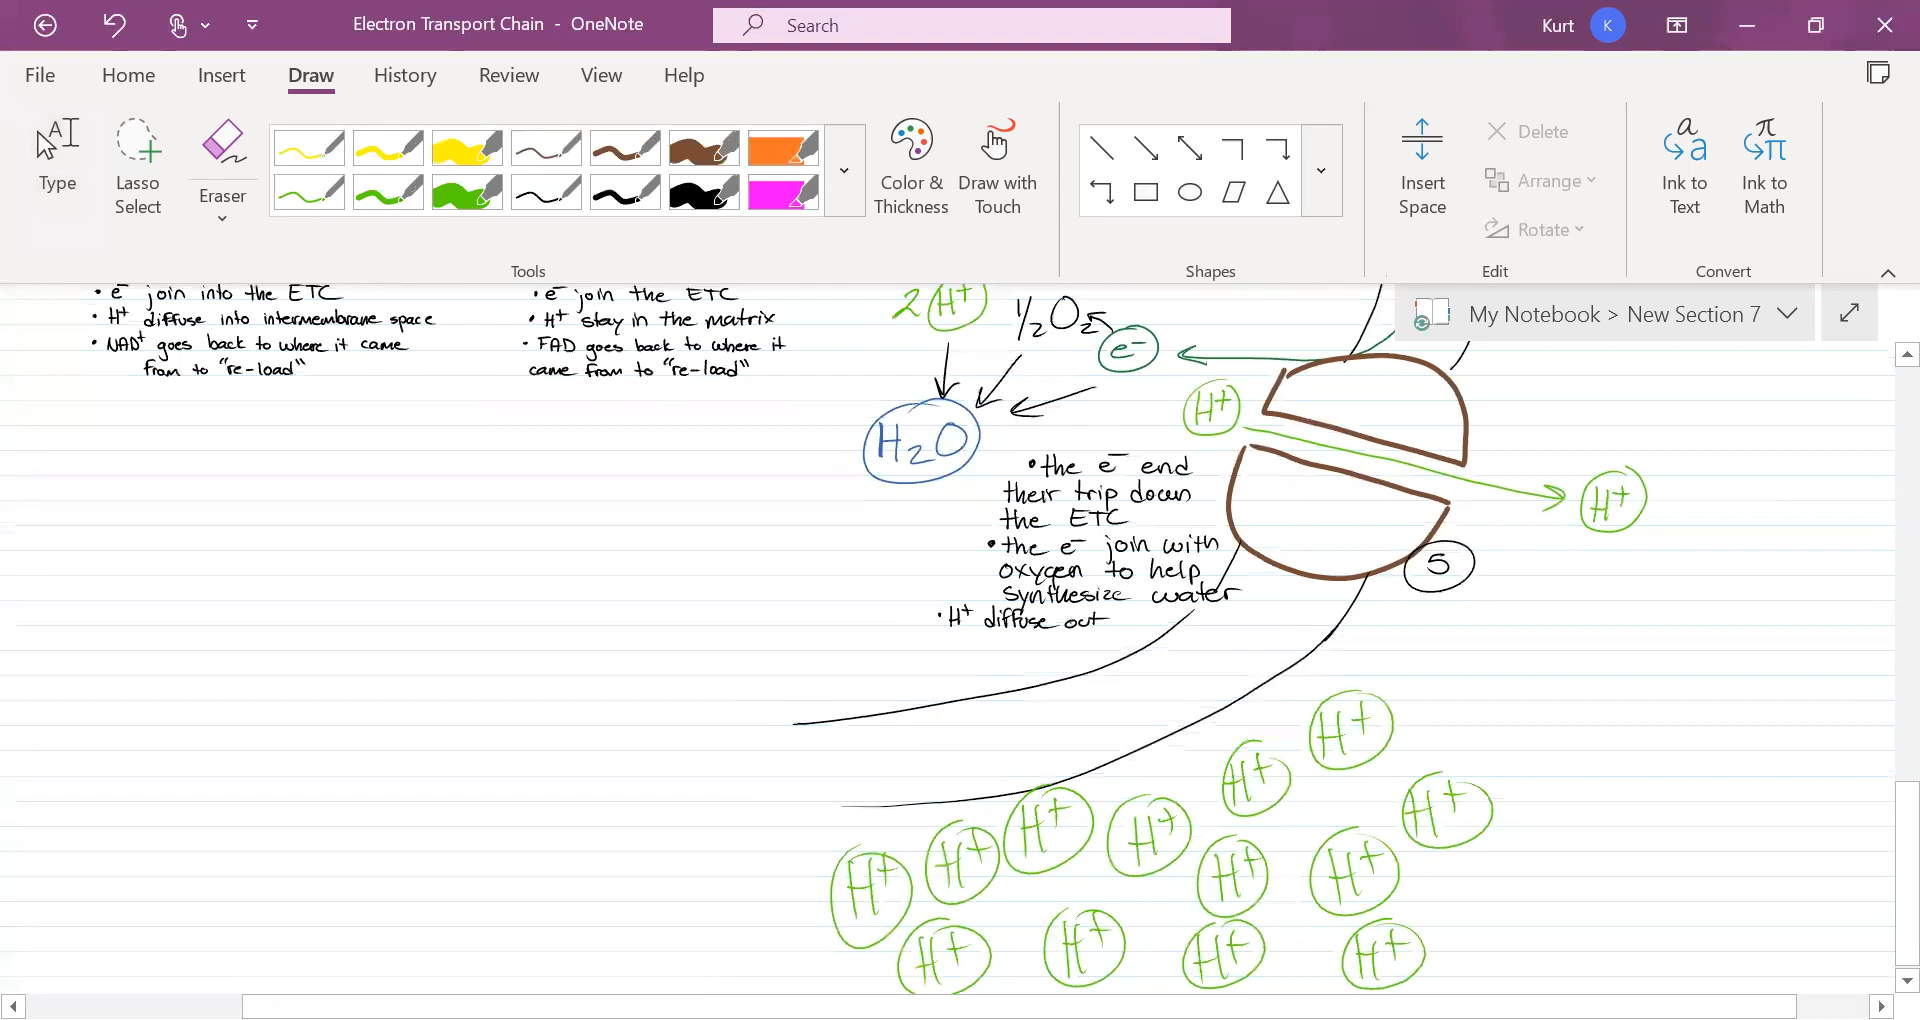 Electron Transport Chain - OneNote
Search
Kurt
K
File
Home
Insert
Draw
History
Review
View
Help
Type
Lasso
Select
Eraser
Color &
Thickness
Draw with
Touch
Insert
Space
Delete
Arrange
Rotate
Ink to
Text
Ink to
Math
Tools
Shapes
Edit
Convert
My Notebook > New Section 7
• e⁻ join into the ETC
• H⁺ diffuse into intermembrane space
• NAD⁺ goes back to where it came
from to "re-load"
• e⁻ join the ETC
• H⁺ stay in the matrix
• FAD goes back to where it
came from to "re-load"
2 H⁺
1/2 O₂
e⁻
H⁺
H₂O
H⁺
• the e⁻ end
their trip down
the ETC
• the e⁻ join with
oxygen to help
synthesize water
• H⁺ diffuse out
5
H⁺
H⁺
H⁺
H⁺
H⁺
H⁺
H⁺
H⁺
H⁺
H⁺
H⁺
H⁺
H⁺